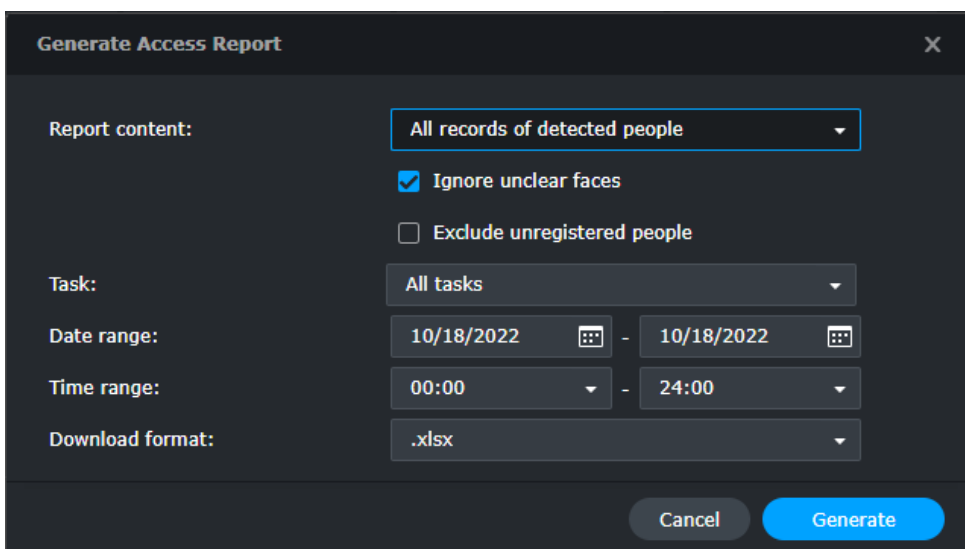 Generate Access Report
Report content: All records of detected people
Ignore unclear faces
Exclude unregistered people
Task: All tasks
Date range: 10/18/2022 - 10/18/2022
Time range: 00:00 - 24:00
Download format: .xlsx
Cancel Generate